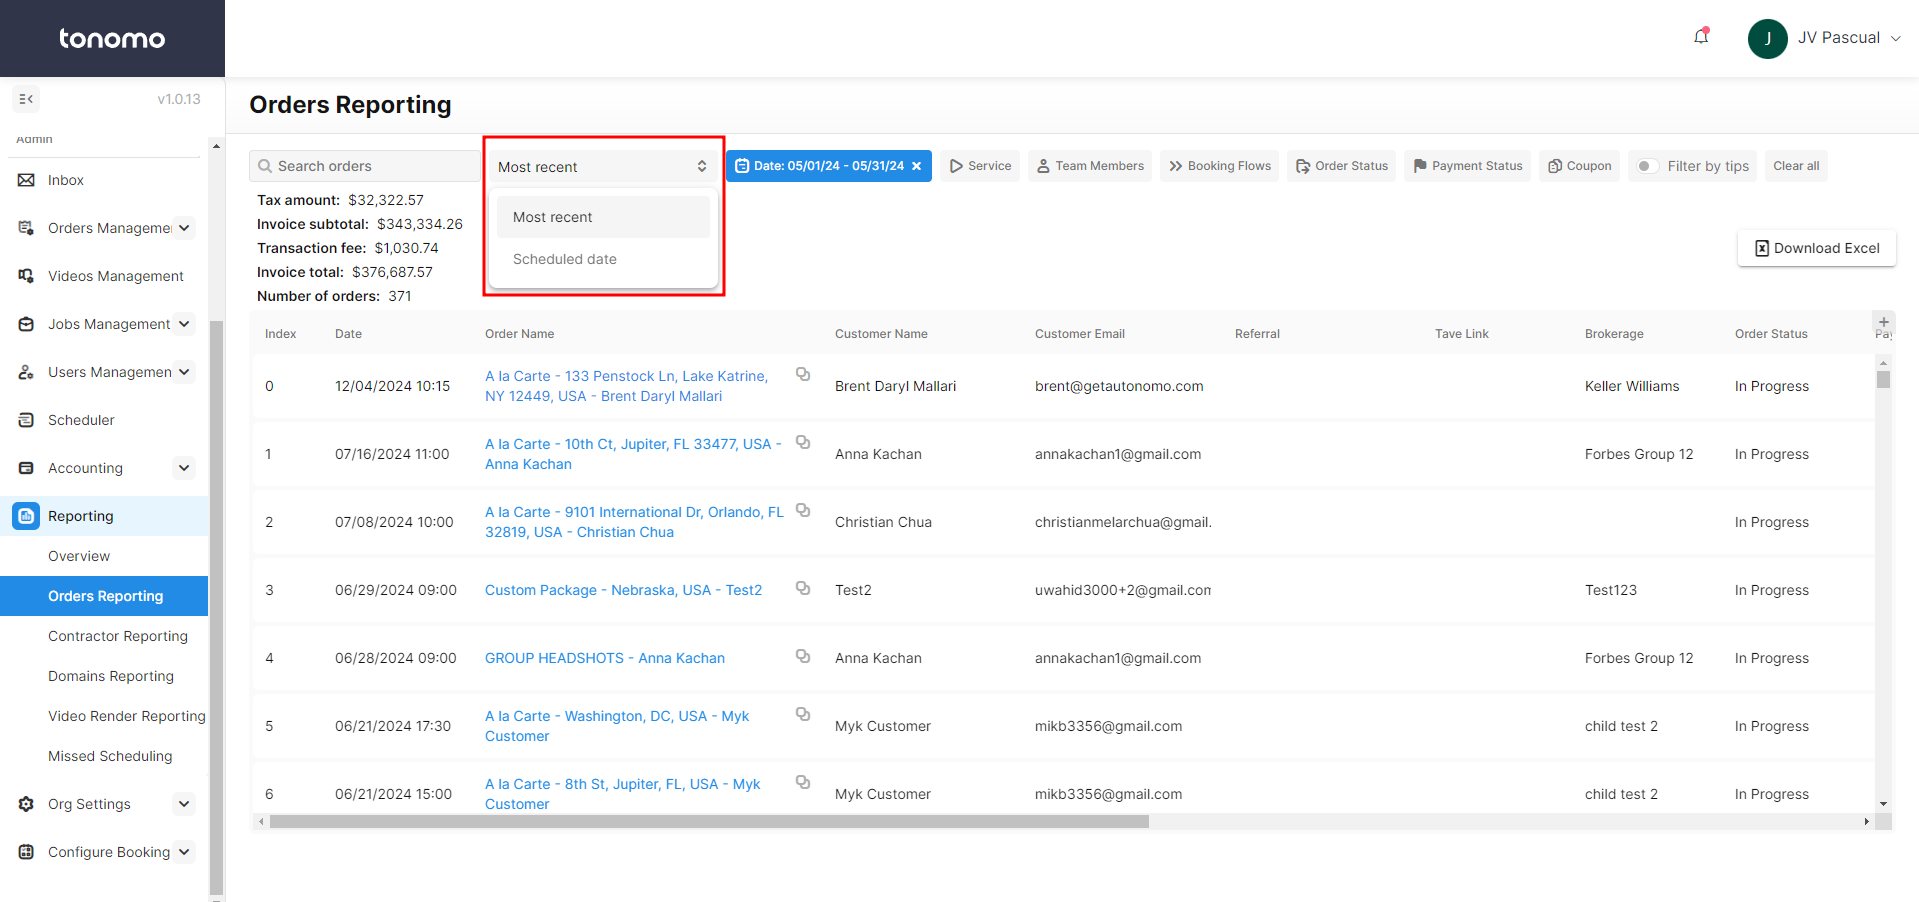 tonomo
JV Pascual
J
v1.0.13
Orders Reporting
Admin
Inbox
Orders Manageme
Videos Management
Jobs Management
Users Managemen
Scheduler
Accounting
Reporting
Overview
Orders Reporting
Contractor Reporting
Domains Reporting
Video Render Reporting
Missed Scheduling
Org Settings
Configure Booking
Search orders
Most recent
Most recent
Scheduled date
Date: 05/01/24 - 05/31/24
Service
Team Members
Booking Flows
Order Status
Payment Status
Coupon
Filter by tips
Clear all
Tax amount: $32,322.57
Invoice subtotal: $343,334.26
Transaction fee: $1,030.74
Invoice total: $376,687.57
Number of orders: 371
Download Excel
Index Date Order Name Customer Name Customer Email Referral Tave Link Brokerage Order Status Pay
0 12/04/2024 10:15 A la Carte - 133 Penstock Ln, Lake Katrine, Brent Daryl Mallari brent@getautonomo.com Keller Williams In Progress
NY 12449, USA - Brent Daryl Mallari
1 07/16/2024 11:00 A la Carte - 10th Ct, Jupiter, FL 33477, USA - Anna Kachan annakachan1@gmail.com Forbes Group 12 In Progress
Anna Kachan
2 07/08/2024 10:00 A la Carte - 9101 International Dr, Orlando, FL Christian Chua christianmelarchua@gmail. In Progress
32819, USA - Christian Chua
3 06/29/2024 09:00 Custom Package - Nebraska, USA - Test2 Test2 uwahid3000+2@gmail.com Test123 In Progress
4 06/28/2024 09:00 GROUP HEADSHOTS - Anna Kachan Anna Kachan annakachan1@gmail.com Forbes Group 12 In Progress
5 06/21/2024 17:30 A la Carte - Washington, DC, USA - Myk Myk Customer mikb3356@gmail.com child test 2 In Progress
Customer
6 06/21/2024 15:00 A la Carte - 8th St, Jupiter, FL, USA - Myk Myk Customer mikb3356@gmail.com child test 2 In Progress
Customer